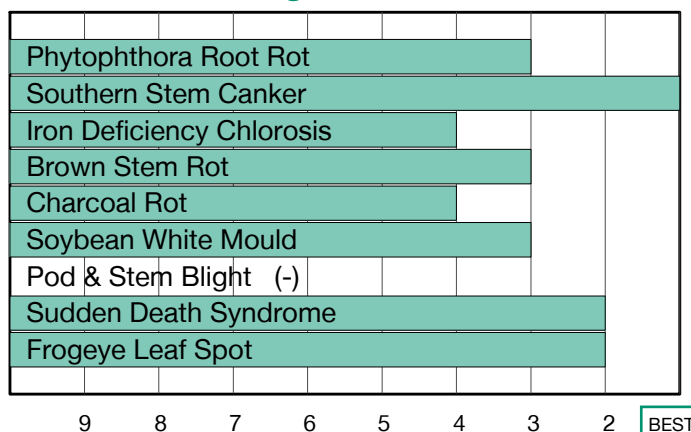 Phytophthora Root Rot
Southern Stem Canker
Iron Deficiency Chlorosis
Brown Stem Rot
Charcoal Rot
Soybean White Mould
Pod & Stem Blight (-)
Sudden Death Syndrome
Frogeye Leaf Spot
9 8 7 6 5 4 3 2 BEST